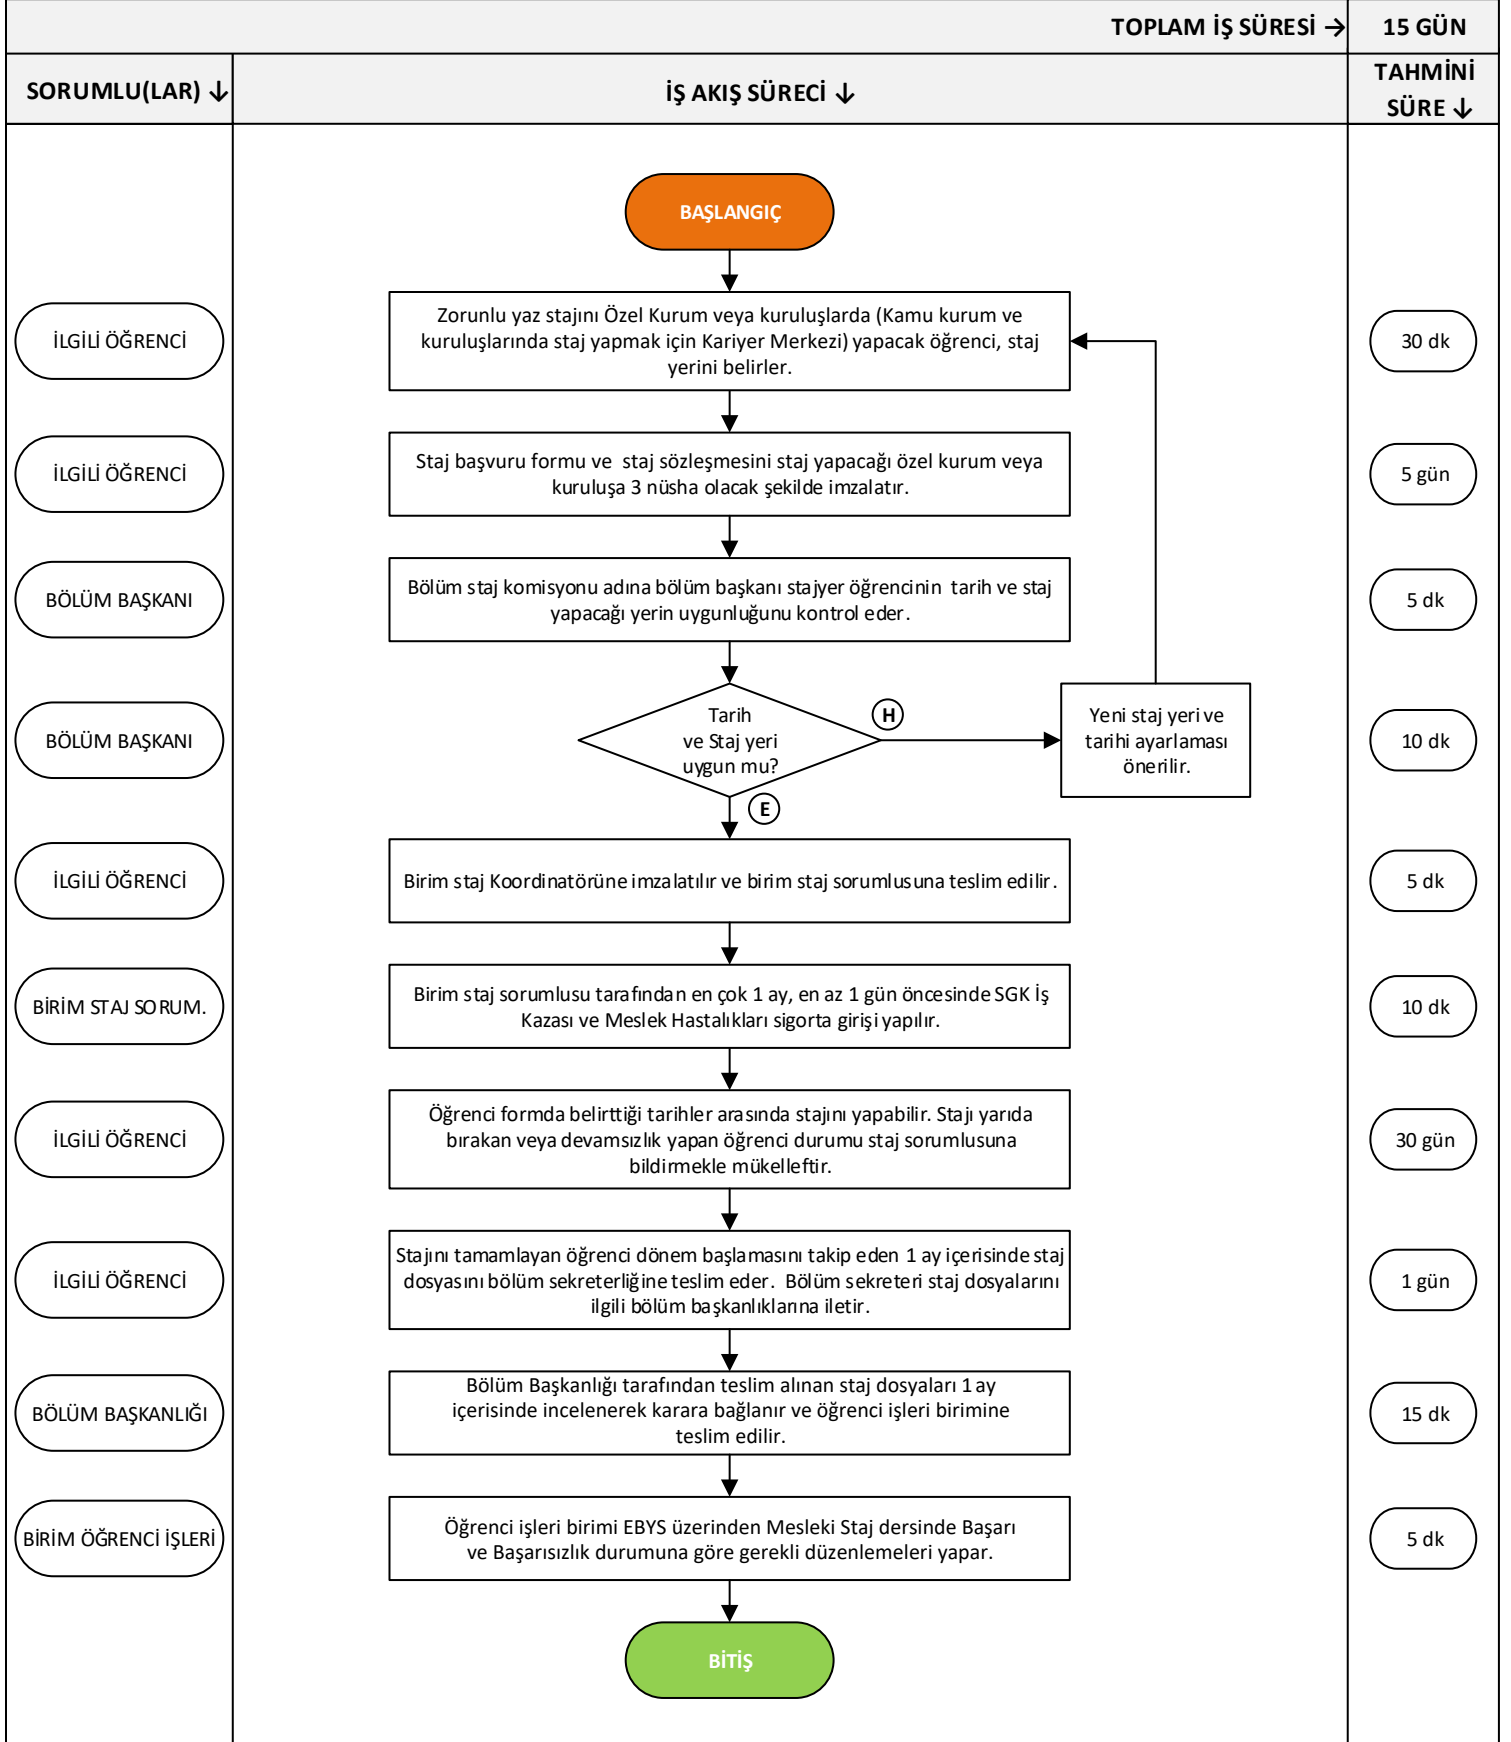 TOPLAM İŞ SÜRESİ → 15 GÜN
SORUMLU(LAR) ↓
İŞ AKIŞ SÜRECİ ↓
TAHMİNİ
SÜRE ↓
BAŞLANGIÇ
İLGİLİ ÖĞRENCİ
Zorunlu yaz stajını Özel Kurum veya kuruluşlarda (Kamu kurum ve
kuruluşlarında staj yapmak için Kariyer Merkezi) yapacak öğrenci, staj
yerini belirler.
30 dk
İLGİLİ ÖĞRENCİ
Staj başvuru formu ve staj sözleşmesini staj yapacağı özel kurum veya
kuruluşa 3 nüsha olacak şekilde imzalatır.
5 gün
BÖLÜM BAŞKANI
Bölüm staj komisyonu adına bölüm başkanı stajyer öğrencinin tarih ve staj
yapacağı yerin uygunluğunu kontrol eder.
5 dk
BÖLÜM BAŞKANI
Tarih
ve Staj yeri
uygun mu?
H
Yeni staj yeri ve
tarihi ayarlaması
önerilir.
10 dk
E
İLGİLİ ÖĞRENCİ
Birim staj Koordinatörüne imzalatılır ve birim staj sorumlusuna teslim edilir.
5 dk
BİRİM STAJ SORUM.
Birim staj sorumlusu tarafından en çok 1 ay, en az 1 gün öncesinde SGK İş
Kazası ve Meslek Hastalıkları sigorta girişi yapılır.
10 dk
İLGİLİ ÖĞRENCİ
Öğrenci formda belirttiği tarihler arasında stajını yapabilir. Stajı yarıda
bırakan veya devamsızlık yapan öğrenci durumu staj sorumlusuna
bildirmekle mükelleftir.
30 gün
İLGİLİ ÖĞRENCİ
Stajını tamamlayan öğrenci dönem başlamasını takip eden 1 ay içerisinde staj
dosyasını bölüm sekreterliğine teslim eder. Bölüm sekreteri staj dosyalarını
ilgili bölüm başkanlıklarına iletir.
1 gün
BÖLÜM BAŞKANLIĞI
Bölüm Başkanlığı tarafından teslim alınan staj dosyaları 1 ay
içerisinde incelenerek karara bağlanır ve öğrenci işleri birimine
teslim edilir.
15 dk
BİRİM ÖĞRENCİ İŞLERİ
Öğrenci işleri birimi EBYS üzerinden Mesleki Staj dersinde Başarı
ve Başarısızlık durumuna göre gerekli düzenlemeleri yapar.
5 dk
BİTİŞ